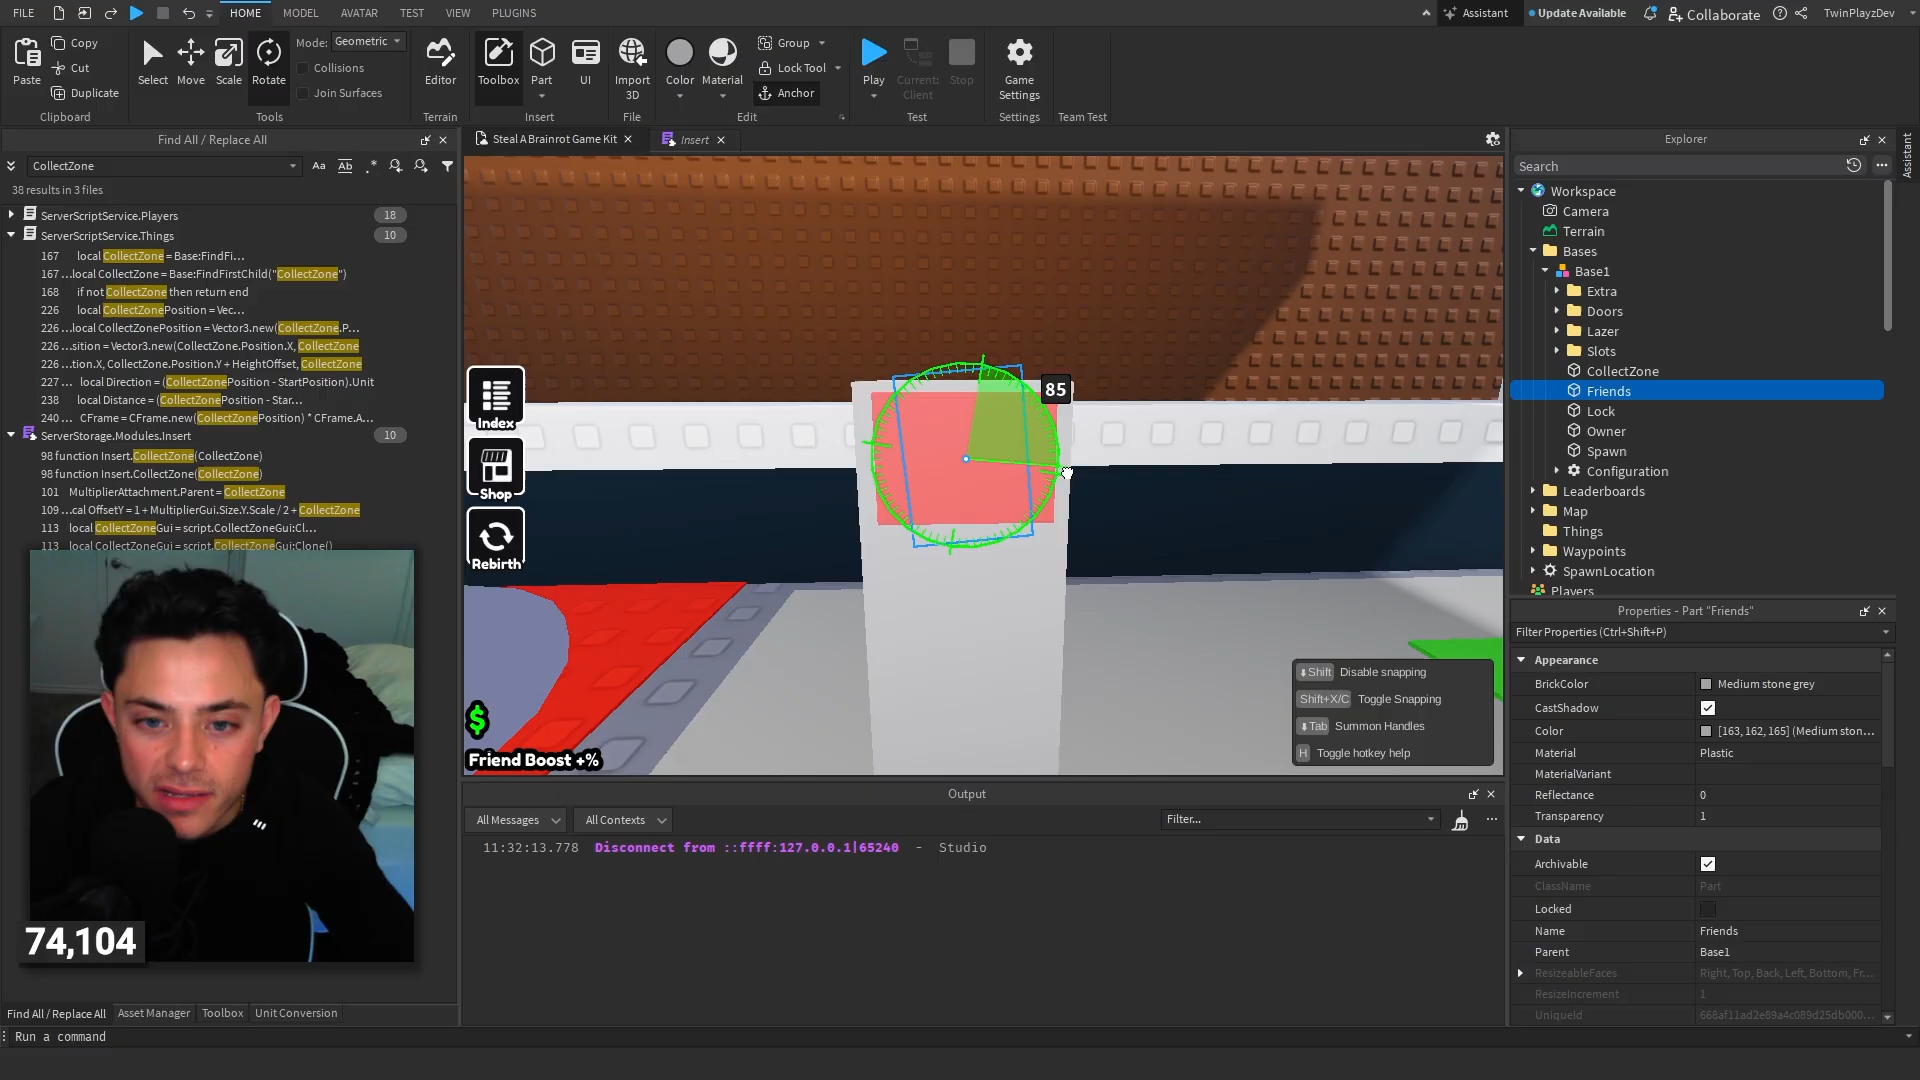 FILE HOME MODEL AVATAR TEST VIEW PLUGINS Assistant Update Available Collaborate TwinPlayzDev
Paste Copy Cut Duplicate Clipboard
Select Move Scale Rotate Mode: Geometric Collisions Join Surfaces Tools
Editor Terrain
Toolbox Part UI Insert
Import 3D File
Color Material Group Lock Tool Anchor Edit
Play Current: Client Stop Test
Game Settings Settings
Team Test
Find All / Replace All
CollectZone
Aa Ab .*
38 results in 3 files
ServerScriptService.Players 18
ServerScriptService.Things 10
167 local CollectZone = Base:FindFi...
167 ...local CollectZone = Base:FindFirstChild("CollectZone")
168 if not CollectZone then return end
226 local CollectZonePosition = Vec...
226 ...local CollectZonePosition = Vector3.new(CollectZone.P...
226 ...sition = Vector3.new(CollectZone.Position.X, CollectZone
226 ...tion.X, CollectZone.Position.Y + HeightOffset, CollectZone
227 ... local Direction = (CollectZonePosition - StartPosition).Unit
238 local Distance = (CollectZonePosition - Star...
240 ... CFrame = CFrame.new(CollectZonePosition) * CFrame.A...
ServerStorage.Modules.Insert 10
98 function Insert.CollectZone(CollectZone)
98 function Insert.CollectZone(CollectZone)
101 MultiplierAttachment.Parent = CollectZone
109 ...cal OffsetY = 1 + MultiplierGui.Size.Y.Scale / 2 + CollectZone
113 local CollectZoneGui = script.CollectZoneGui:Cl...
113 local CollectZoneGui = script.CollectZoneGui:Clone()
74,104
Find All / Replace All Asset Manager Toolbox Unit Conversion
Run a command
Steal A Brainrot Game Kit Insert
Index
Shop
Rebirth
85
$
Friend Boost +%
Shift Disable snapping
Shift+X/C Toggle Snapping
Tab Summon Handles
H Toggle hotkey help
Output
All Messages All Contexts Filter...
11:32:13.778 Disconnect from ::ffff:127.0.0.1|65240 - Studio
Explorer
Assistant
Search
Workspace
Camera
Terrain
Bases
Base1
Extra
Doors
Lazer
Slots
CollectZone
Friends
Lock
Owner
Spawn
Configuration
Leaderboards
Map
Things
Waypoints
SpawnLocation
Players
Properties - Part "Friends"
Filter Properties (Ctrl+Shift+P)
Appearance
BrickColor Medium stone grey
CastShadow
Color [163, 162, 165] (Medium ston...
Material Plastic
MaterialVariant
Reflectance 0
Transparency 1
Data
Archivable
ClassName Part
Locked
Name Friends
Parent Base1
ResizeableFaces Right, Top, Back, Left, Bottom, Fr...
ResizeIncrement 1
UniqueId